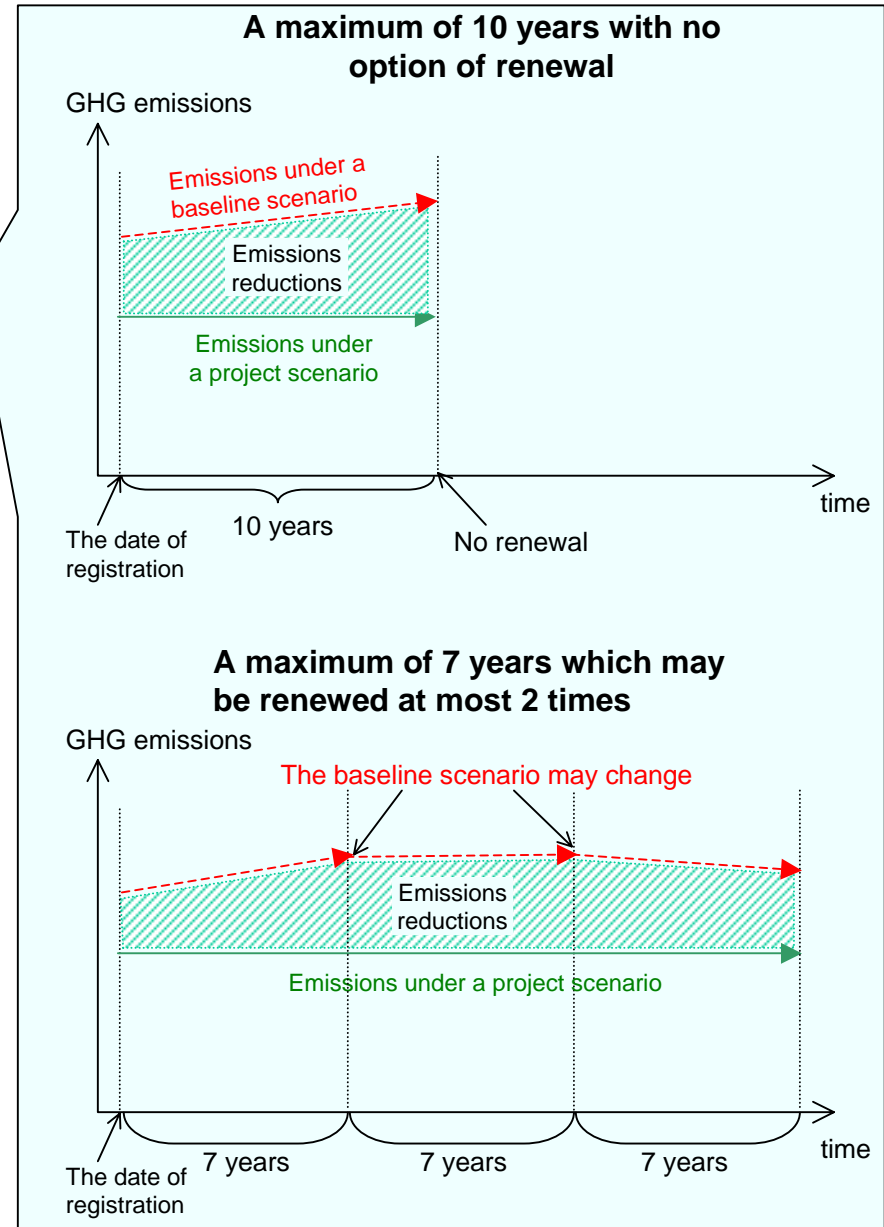 A maximum of 10 years with no
option of renewal
GHG emissions
Emissions under a
baseline scenario
Emissions
reductions
Emissions under
a project scenario
time
10 years
No renewal
The date of
registration
A maximum of 7 years which may
be renewed at most 2 times
GHG emissions
The baseline scenario may change
Emissions
reductions
Emissions under a project scenario
time
7 years
7 years
7 years
The date of
registration